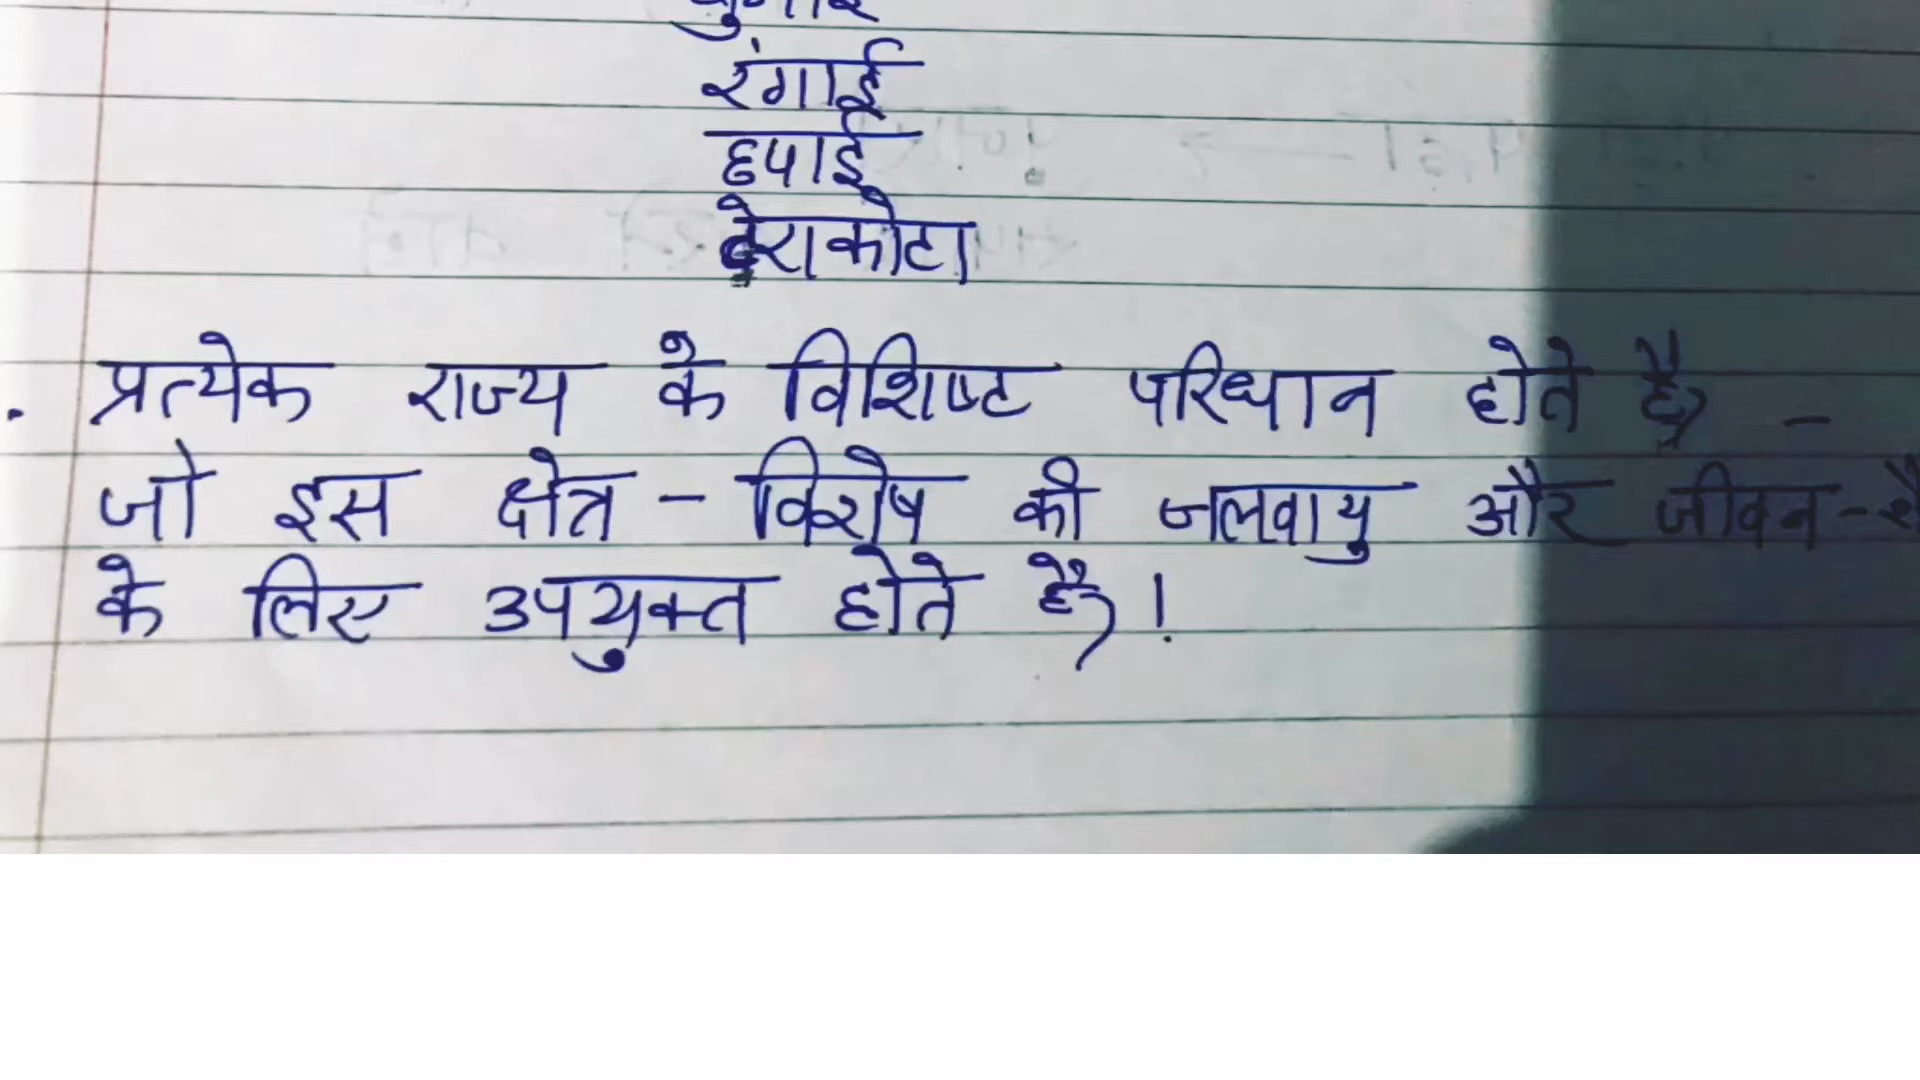 रंगाई
छपाई
टेराकोटा
प्रत्येक राज्य के विशिष्ट परिधान होते है -
जो इस क्षेत्र - विशेष की जलवायु और जीवन -
के लिए उपयुक्त होते है !